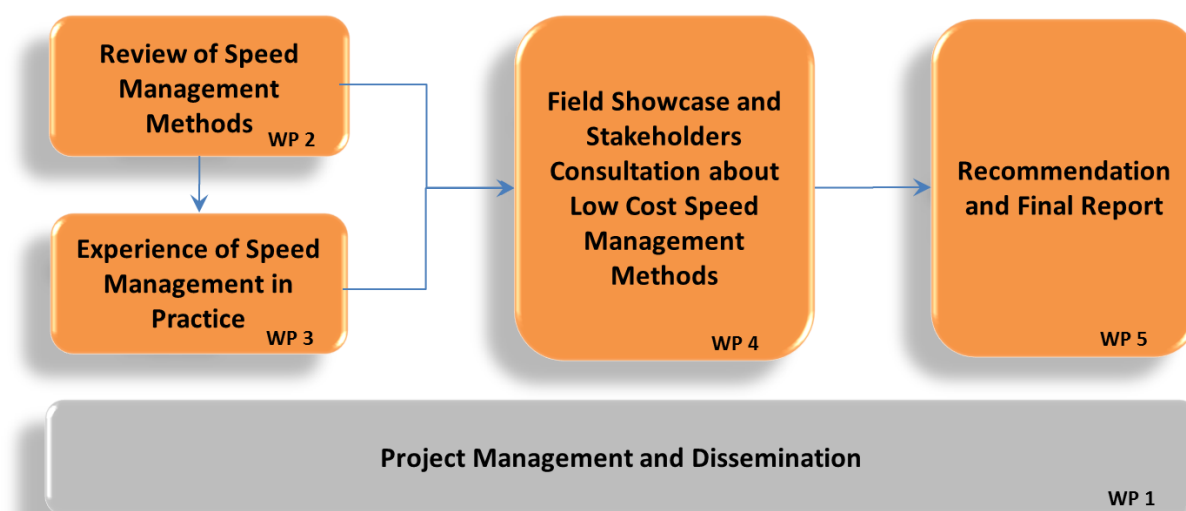 Review of Speed
Management
Methods
WP 2
Experience of Speed
Management in
Practice
WP 3
Field Showcase and
Stakeholders
Consultation about
Low Cost Speed
Management
Methods
WP 4
Recommendation
and Final Report
WP 5
Project Management and Dissemination
WP 1